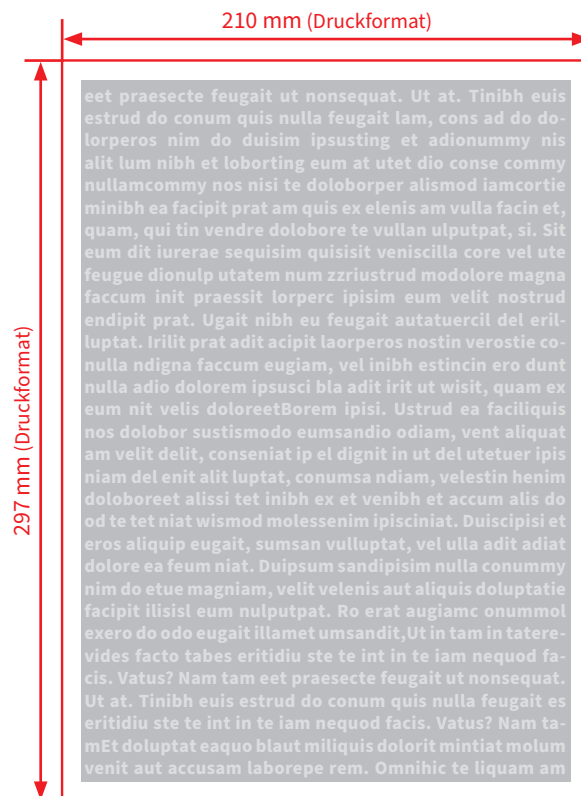 210 mm (Druckformat)
297 mm (Druckformat)
eet praesecte feugait ut nonsequat. Ut at. Tinibh euis
estrud do conum quis nulla feugait lam, cons ad do do-
lorperos nim do duisim ipsusting et adionummy nis
alit lum nibh et loborting eum at utet dio conse commy
nullamcommy nos nisi te doloborper alismod iamcortie
minibh ea facipit prat am quis ex elenis am vulla facin et,
quam, qui tin vendre dolobore te vullan ulputpat, si. Sit
eum dit iurerae sequisim quisisit veniscilla core vel ute
feugue dionulp utatem num zzriustrud modolore magna
faccum init praessit lorperc ipisim eum velit nostrud
endipit prat. Ugait nibh eu feugait autatuercil del eril-
luptat. Irilit prat adit acipit laorperos nostin verostie co-
nulla ndigna faccum eugiam, vel inibh estincin ero dunt
nulla adio dolorem ipsusci bla adit irit ut wisit, quam ex
eum nit velis doloreetBorem ipisi. Ustrud ea faciliquis
nos dolobor sustismodo eumsandio odiam, vent aliquat
am velit delit, conseniat ip el dignit in ut del utetuer ipis
niam del enit alit luptat, conumsa ndiam, velestin henim
doloboreet alissi tet inibh ex et venibh et accum alis do
od te tet niat wismod molessenim ipisciniat. Duiscipisi et
eros aliquip eugait, sumsan vulluptat, vel ulla adit adiat
dolore ea feum niat. Duipsum sandipisim nulla conummy
nim do etue magniam, velit velenis aut aliquis doluptatie
facipit ilisisl eum nulputpat. Ro erat augiamc onummol
exero do odo eugait illamet umsandit,Ut in tam in tatere-
vides facto tabes eritidiu ste te int in te iam nequod fa-
cis. Vatus? Nam tam eet praesecte feugait ut nonsequat.
Ut at. Tinibh euis estrud do conum quis nulla feugait es
eritidiu ste te int in te iam nequod facis. Vatus? Nam ta-
mEt doluptat eaquo blaut miliquis dolorit mintiat molum
venit aut accusam laborepe rem. Omnihic te liquam am